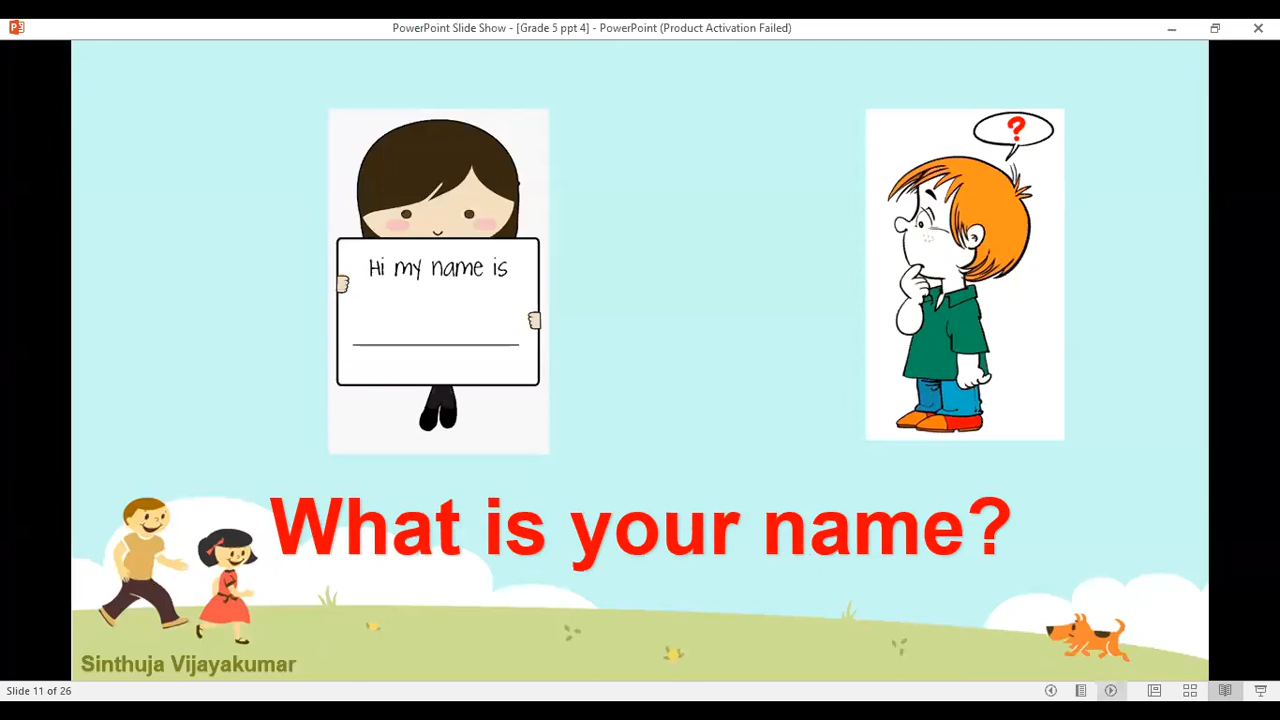 PowerPoint Slide Show - [Grade 5 ppt 4] - PowerPoint (Product Activation Failed)
?
Hi my name is
What is your name?
Sinthuja Vijayakumar
Slide 11 of 26